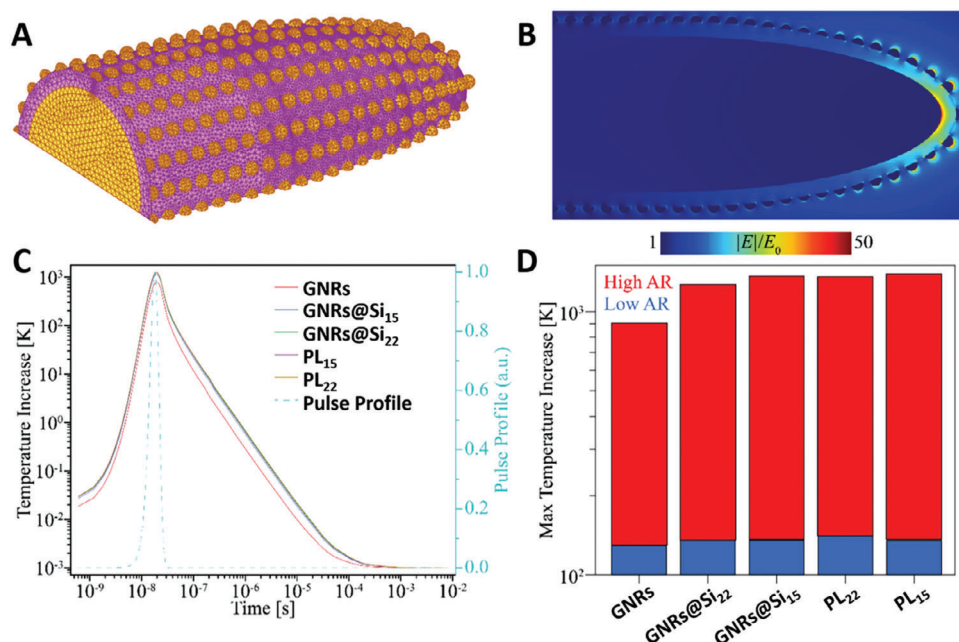 A
B
1 |E|/E₀ 50
C
GNRs
GNRs@Si₁₅
GNRs@Si₂₂
PL₁₅
PL₂₂
Pulse Profile
Temperature Increase [K]
10³
10²
10¹
10⁰
10⁻¹
10⁻²
10⁻³
10⁻⁹ 10⁻⁸ 10⁻⁷ 10⁻⁶ 10⁻⁵ 10⁻⁴ 10⁻³ 10⁻²
Time [s]
1.0
0.8
0.6
0.4
0.2
0.0
Pulse Profile (a.u.)
D
High AR
Low AR
Max Temperature Increase [K]
10³
10²
GNRs
GNRs@Si₂₂
GNRs@Si₁₅
PL₂₂
PL₁₅